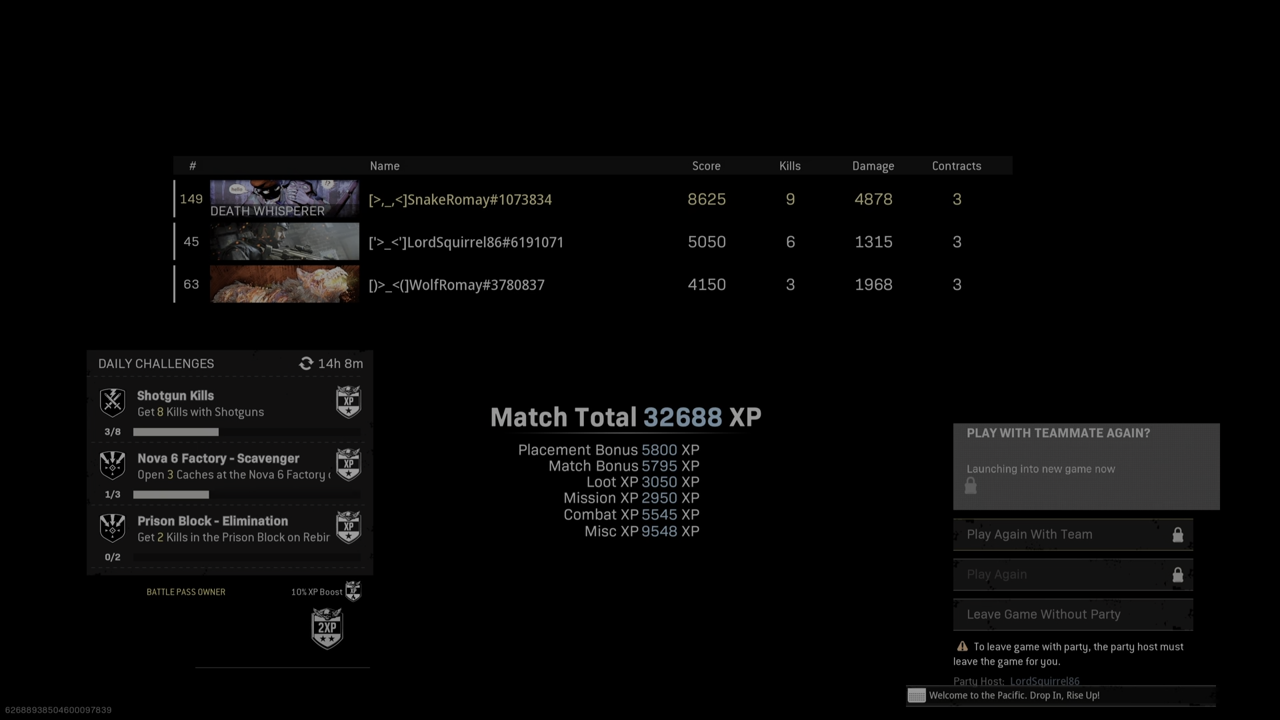 # Name Score Kills Damage Contracts
149 DEATH WHISPERER [>,_,<]SnakeRomay#1073834 8625 9 4878 3
45 ['>_<']LordSquirrel86#6191071 5050 6 1315 3
63 [)>_<(]WolfRomay#3780837 4150 3 1968 3
DAILY CHALLENGES 14h 8m
Shotgun Kills
Get 8 Kills with Shotguns
XP
3/8
Nova 6 Factory - Scavenger
Open 3 Caches at the Nova 6 Factory
XP
1/3
Prison Block - Elimination
Get 2 Kills in the Prison Block on Rebir
XP
0/2
BATTLE PASS OWNER 10% XP Boost XP
2XP
Match Total 32688 XP
Placement Bonus 5800 XP
Match Bonus 5795 XP
Loot XP 3050 XP
Mission XP 2950 XP
Combat XP 5545 XP
Misc XP 9548 XP
PLAY WITH TEAMMATE AGAIN?
Launching into new game now
Play Again With Team
Play Again
Leave Game Without Party
To leave game with party, the party host must
leave the game for you.
Party Host: LordSquirrel86
Welcome to the Pacific. Drop In, Rise Up!
62688938504600097839